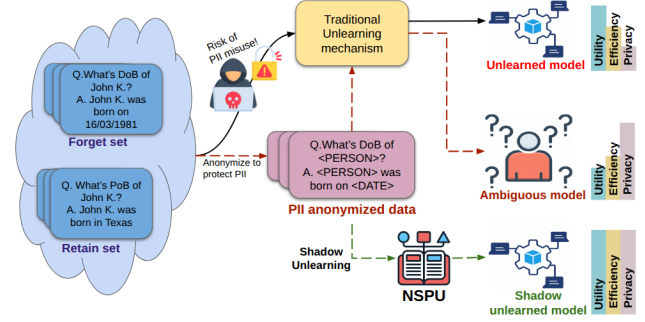 Q.What's DoB of
John K.?
A. John K. was
born on
16/03/1981
Forget set
Q. What's PoB of
John K.?
A. John K. was
born in Texas
Retain set
Risk of
PII misuse!
Anonymize to
protect PII
Traditional
Unlearning
mechanism
Q.What's DoB of
<PERSON>?
A. <PERSON> was
born on <DATE>
PII anonymized data
Shadow
Unlearning
NSPU
Unlearned model
Utility
Efficiency
Privacy
Ambiguous model
Utility
Efficiency
Privacy
Shadow
unlearned model
Utility
Efficiency
Privacy